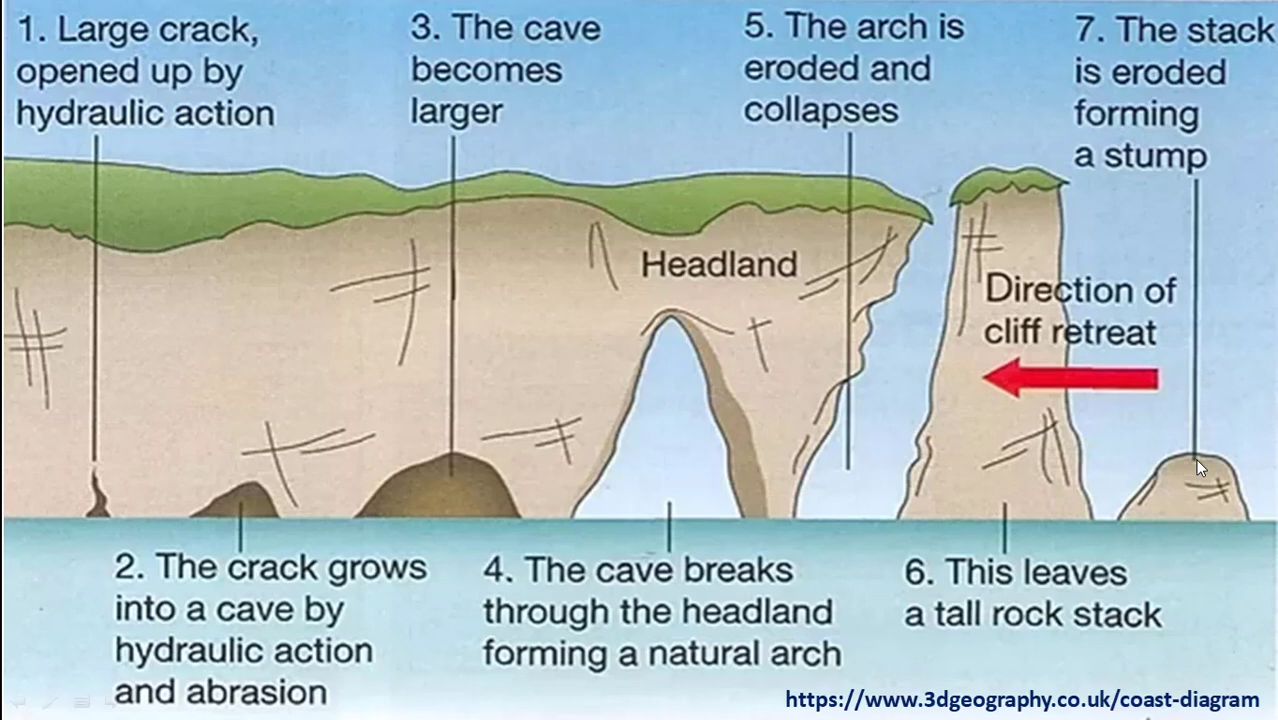 1. Large crack,
opened up by
hydraulic action
3. The cave
becomes
larger
5. The arch is
eroded and
collapses
7. The stack
is eroded
forming
a stump
Headland
Direction of
cliff retreat
2. The crack grows
into a cave by
hydraulic action
and abrasion
4. The cave breaks
through the headland
forming a natural arch
6. This leaves
a tall rock stack
https://www.3dgeography.co.uk/coast-diagram